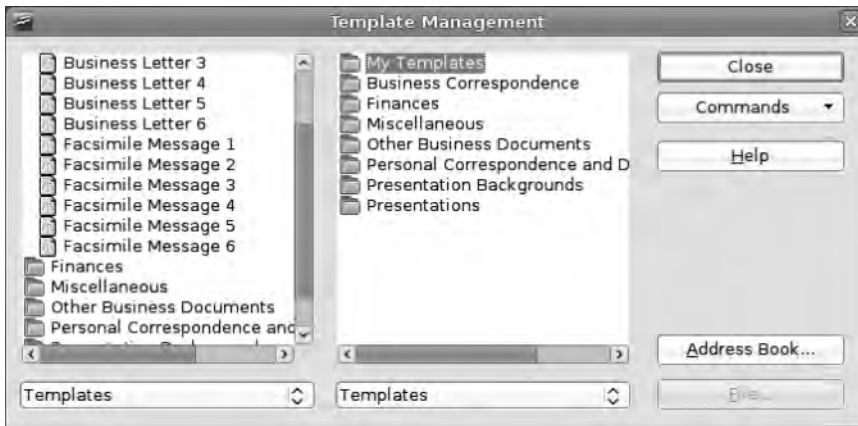 Template Management
Business Letter 3
Business Letter 4
Business Letter 5
Business Letter 6
Facsimile Message 1
Facsimile Message 2
Facsimile Message 3
Facsimile Message 4
Facsimile Message 5
Facsimile Message 6
Finances
Miscellaneous
Other Business Documents
Personal Correspondence and
Templates
My Templates
Business Correspondence
Finances
Miscellaneous
Other Business Documents
Personal Correspondence and D
Presentation Backgrounds
Presentations
Templates
Close
Commands
Help
Address Book...